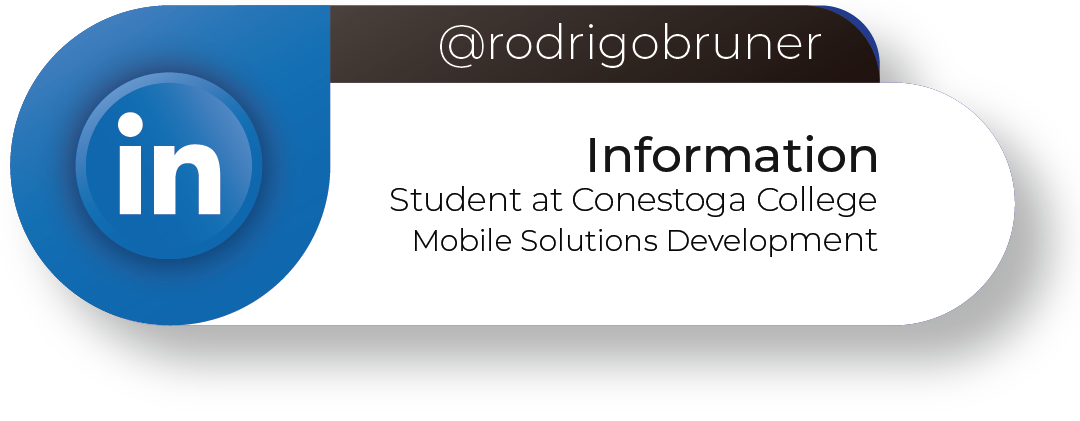 @rodrigobruner
in
Information
Student at Conestoga College
Mobile Solutions Development